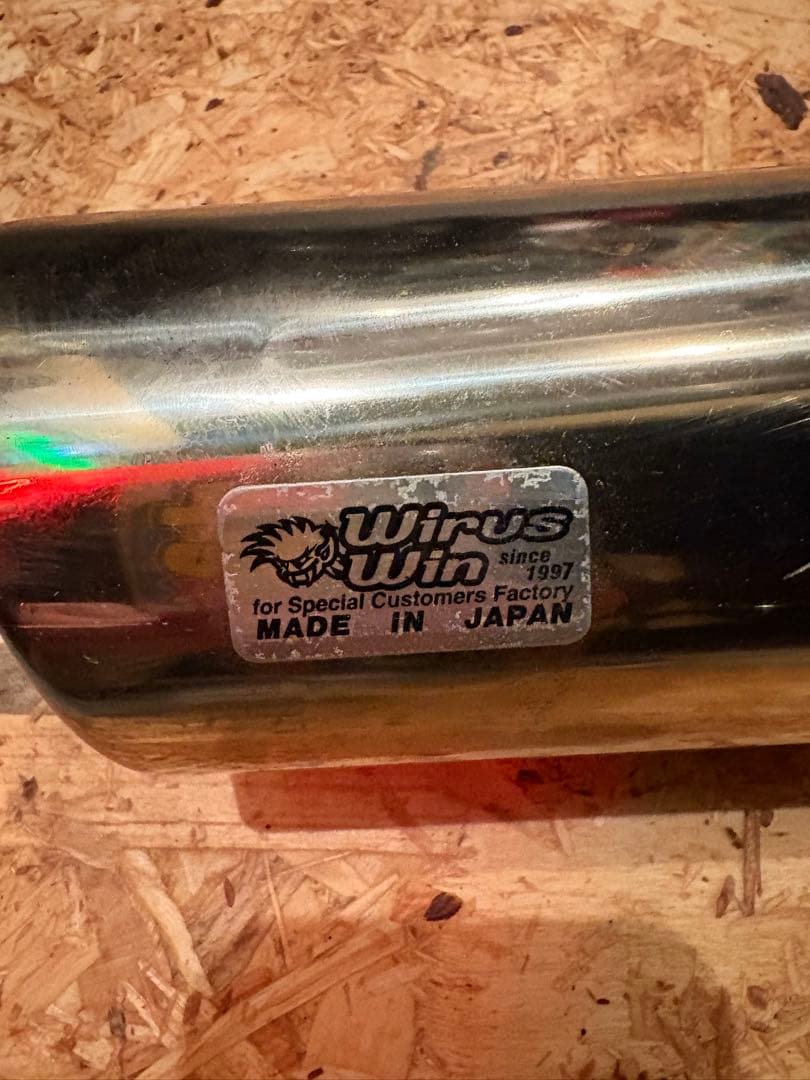 Wirus
Win since
1997
for Special Customers Factory
MADE IN JAPAN